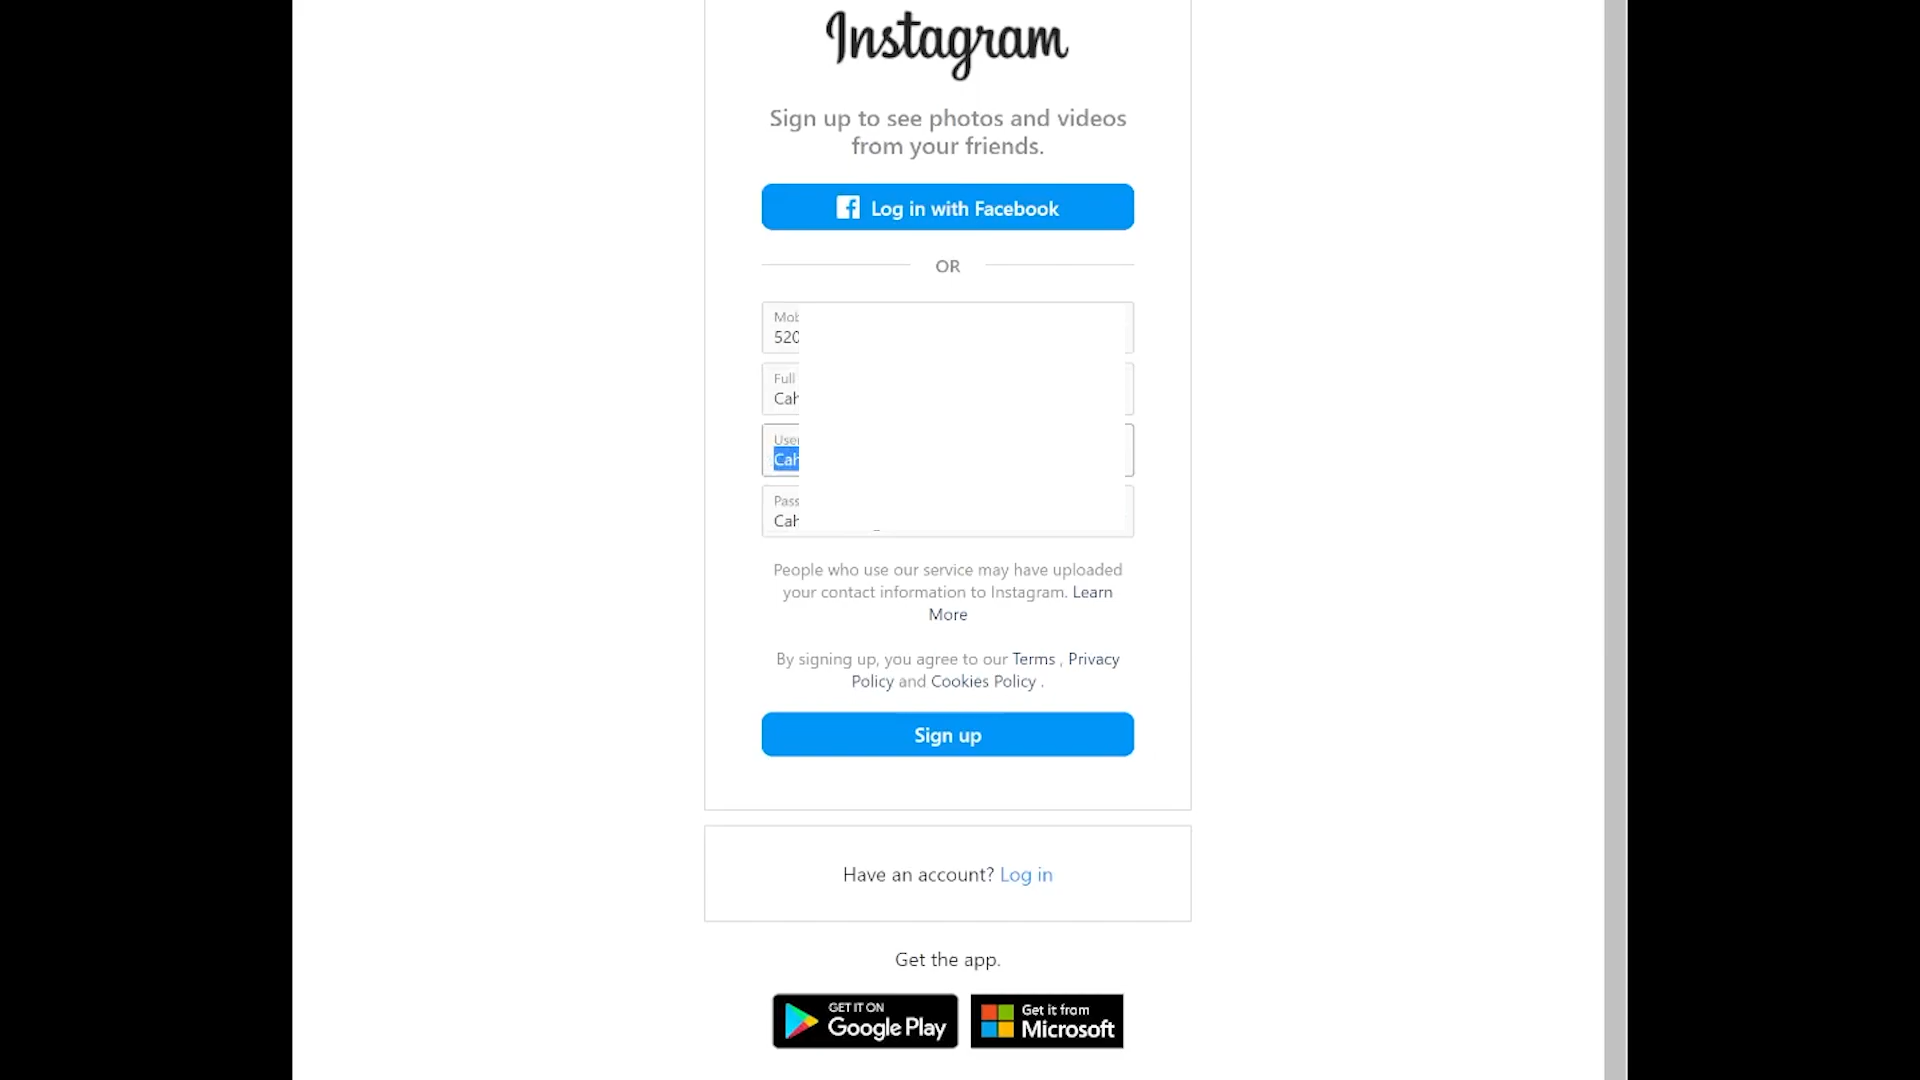 Instagram
Sign up to see photos and videos
from your friends.
Log in with Facebook
OR
Mob
520
Full
Cah
User
Cah
Pass
Cah
People who use our service may have uploaded
your contact information to Instagram. Learn
More
By signing up, you agree to our Terms , Privacy
Policy and Cookies Policy .
Sign up
Have an account? Log in
Get the app.
GET IT ON
Google Play
Get it from
Microsoft